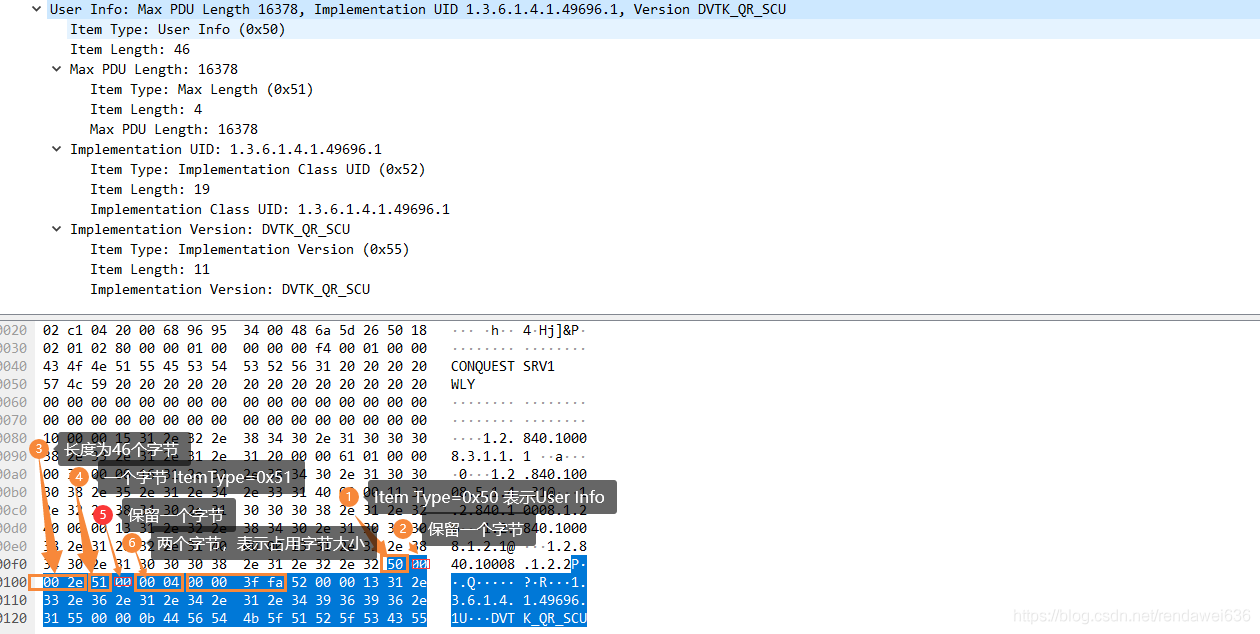 User Info: Max PDU Length 16378, Implementation UID 1.3.6.1.4.1.49696.1, Version DVTK_QR_SCU
Item Type: User Info (0x50)
Item Length: 46
Max PDU Length: 16378
Item Type: Max Length (0x51)
Item Length: 4
Max PDU Length: 16378
Implementation UID: 1.3.6.1.4.1.49696.1
Item Type: Implementation Class UID (0x52)
Item Length: 19
Implementation Class UID: 1.3.6.1.4.1.49696.1
Implementation Version: DVTK_QR_SCU
Item Type: Implementation Version (0x55)
Item Length: 11
Implementation Version: DVTK_QR_SCU
0020 02 c1 04 20 00 68 96 95 34 00 48 6a 5d 26 50 18 ··· ·h·· 4·Hj]&P·
0030 02 01 02 80 00 00 01 00 00 00 00 f4 00 01 00 00 ········ ········
0040 43 4f 4e 51 55 45 53 54 53 52 56 31 20 20 20 20 CONQUEST SRV1
0050 57 4c 59 20 20 20 20 20 20 20 20 20 20 20 20 20 WLY
0060 00 00 00 00 00 00 00 00 00 00 00 00 00 00 00 00 ········ ········
0070 00 00 00 00 00 00 00 00 00 00 00 00 00 00 00 00 ········ ········
0080 10 00 00 15 31 2e 32 2e 38 34 30 2e 31 30 30 30 ····1.2. 840.1000
3 长度为46个字节
0090 31 20 00 00 61 01 00 00 8.3.1.1. 1 ··a···
4 一个字节 ItemType=0x51
00a0 34 30 2e 31 30 30 ·0····1.2 .840.100
1 Item Type=0x50 表示User Info
00b0 30 38 2e 35 2e 31 2e 34 2e 33 31 40
5 保留一个字节
00c0 30 30 30 38 2e 31 2e 32 .2.840.1 0008.1.2
2 保留一个字节
00d0 40 00 00 13 31 2e 32 2e 38 34 30 2e 31 30 840.1000
6 两个字节，表示占用字节大小
00e0 2e 38 8.1.2.1@ ···1.2.8
00f0 34 30 2e 31 30 30 30 38 2e 31 2e 32 2e 32 50 00 40.10008 .1.2.2P·
0100 00 2e 51 00 00 04 00 00 3f fa 52 00 00 13 31 2e ·.Q····· ?·R···1.
0110 33 2e 36 2e 31 2e 34 2e 31 2e 34 39 36 39 36 2e 3.6.1.4. 1.49696.
0120 31 55 00 00 0b 44 56 54 4b 5f 51 52 5f 53 43 55 1U···DVT K_QR_SCU
https://blog.csdn.net/rendawei636